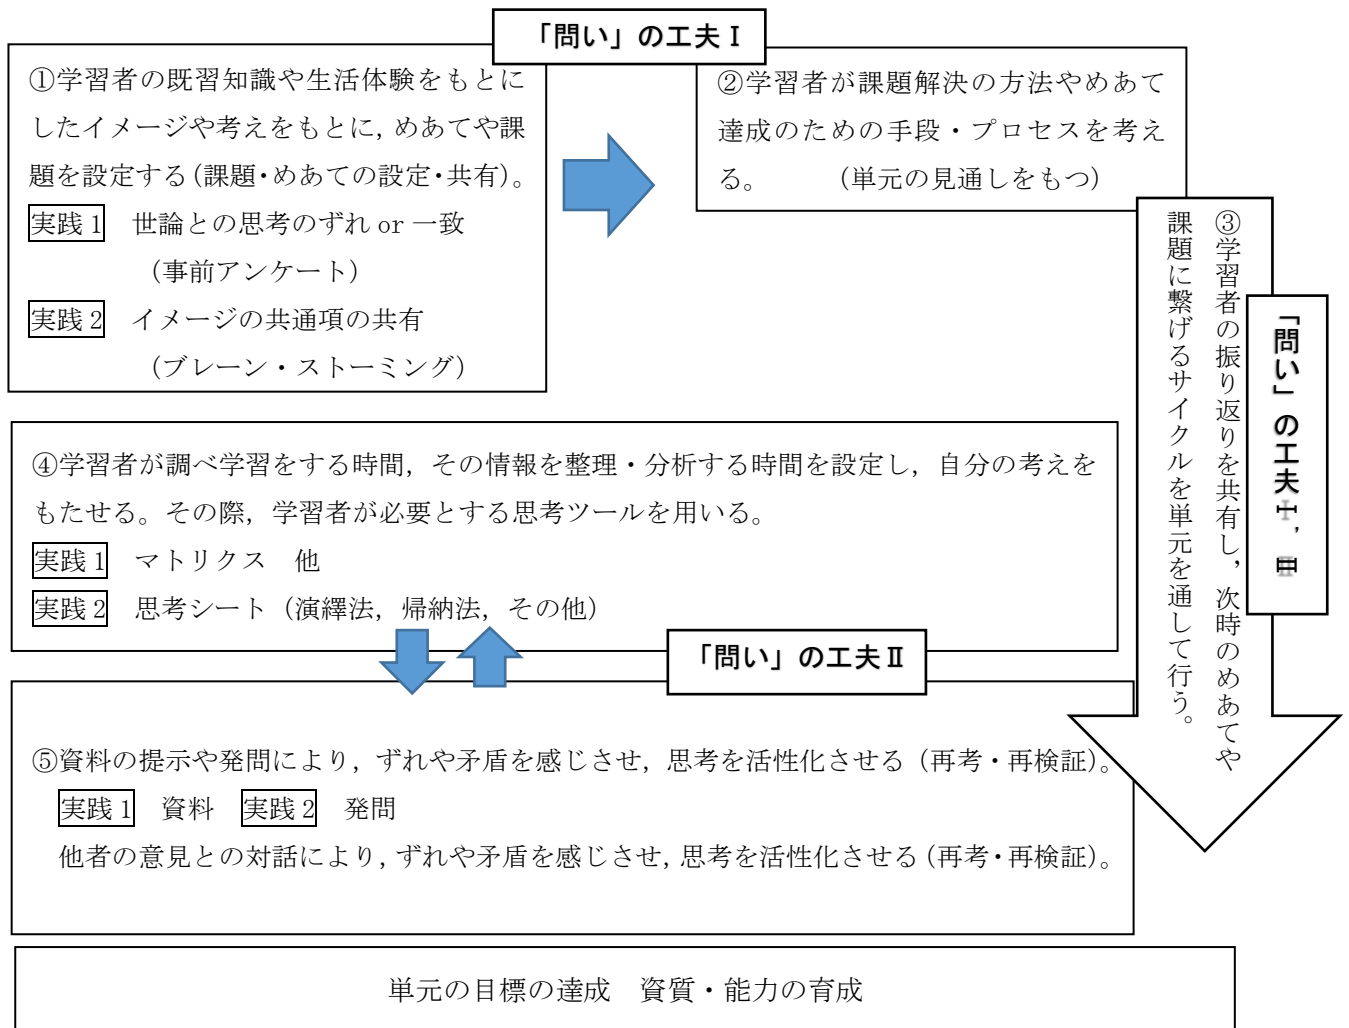 「問い」の工夫Ⅰ
①学習者の既習知識や生活体験をもとに
したイメージや考えをもとに，めあてや課
題を設定する（課題・めあての設定・共有）。
実践1　世論との思考のずれ or 一致
（事前アンケート）
実践2　イメージの共通項の共有
（ブレーン・ストーミング）
②学習者が課題解決の方法やめあて
達成のための手段・プロセスを考え
る。　（単元の見通しをもつ）
③学習者の振り返りを共有し，次時のめあてや
課題に繋げるサイクルを単元を通して行う。
「問い」の工夫Ⅰ，Ⅱ
④学習者が調べ学習をする時間，その情報を整理・分析する時間を設定し，自分の考えを
もたせる。その際，学習者が必要とする思考ツールを用いる。
実践1　マトリクス　他
実践2　思考シート（演繹法，帰納法，その他）
「問い」の工夫Ⅱ
⑤資料の提示や発問により，ずれや矛盾を感じさせ，思考を活性化させる（再考・再検証）。
実践1　資料　実践2　発問
他者の意見との対話により，ずれや矛盾を感じさせ，思考を活性化させる（再考・再検証）。
単元の目標の達成　資質・能力の育成